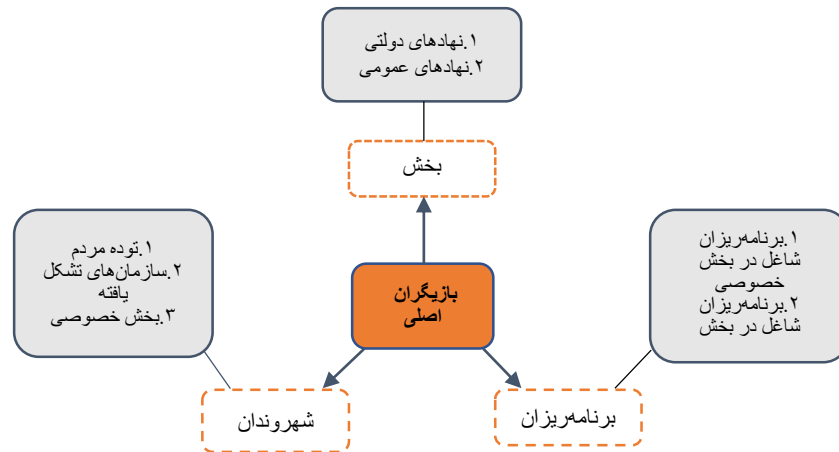 ۱.نهادهای دولتی
۲.نهادهای عمومی
بخش
۱.برنامه‌ریزان
شاغل در بخش
خصوصی
۲.برنامه‌ریزان
شاغل در بخش
۱.توده مردم
۲.سازمان‌های تشکل
یافته
۳.بخش خصوصی
بازیگران
اصلی
برنامه‌ریزان
شهروندان